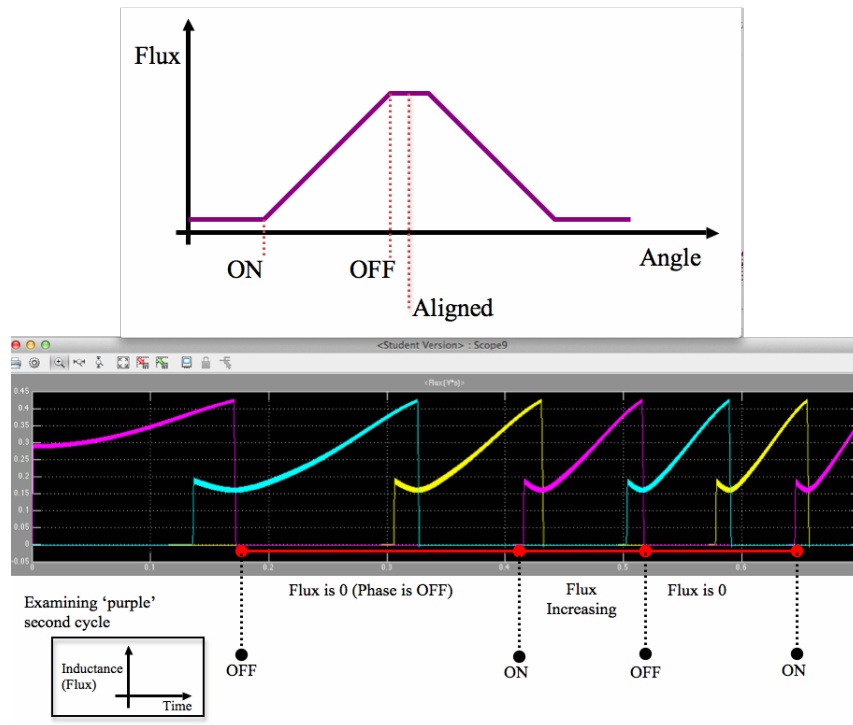 Flux
ON
OFF
Angle
Aligned
<Student Version> : Scope9
<Flux(V*s)>
0.45
0.4
0.35
0.3
0.25
0.2
0.15
0.1
0.05
0
-0.05
0
0.1
0.2
0.3
0.4
0.5
0.6
Flux is 0 (Phase is OFF)
Flux
Increasing
Flux is 0
Examining ‘purple’
second cycle
Inductance
(Flux)
Time
OFF
ON
OFF
ON